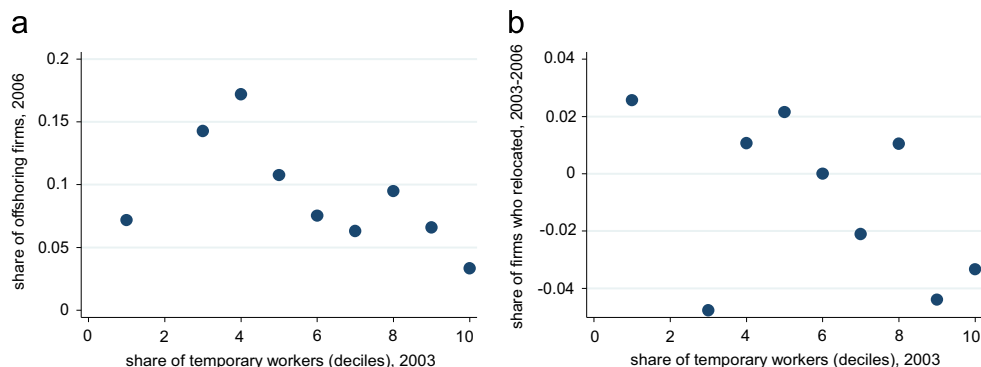 a
share of offshoring firms, 2006
0.2
0.15
0.1
0.05
0
0 2 4 6 8 10
share of temporary workers (deciles), 2003
b
share of firms who relocated, 2003-2006
0.04
0.02
0
-0.02
-0.04
0 2 4 6 8 10
share of temporary workers (deciles), 2003